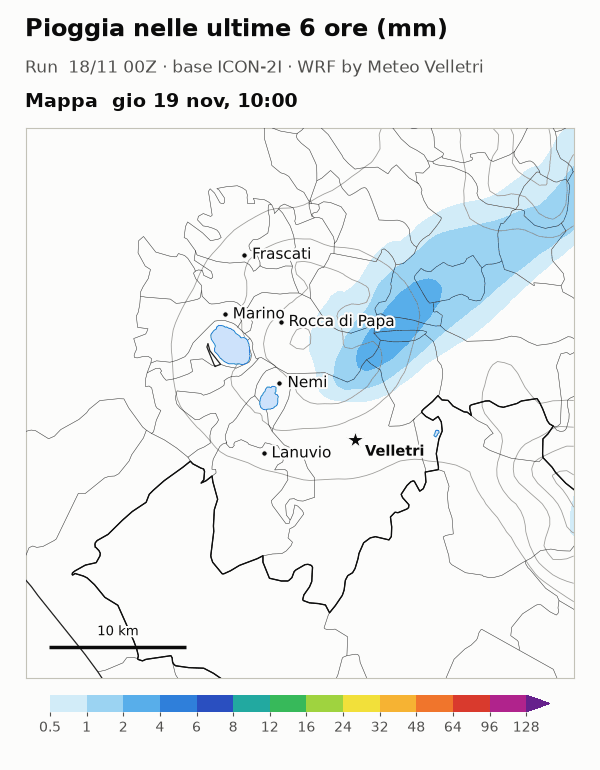 Pioggia nelle ultime 6 ore (mm)
Run  18/11 00Z · base ICON-2I · WRF by Meteo Velletri
Mappa  gio 19 nov, 10:00
Frascati
Marino
Rocca di Papa
Nemi
Velletri
Lanuvio
10 km
0.5 1 2 4 6 8 12 16 24 32 48 64 96 128